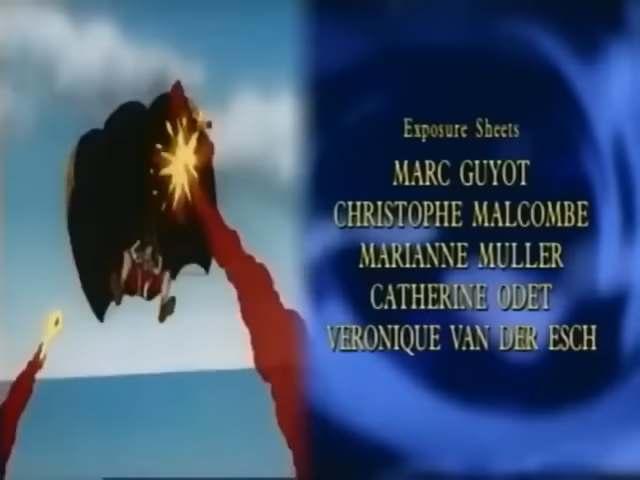 Exposure Sheets
MARC GUYOT
CHRISTOPHE MALCOMBE
MARIANNE MULLER
CATHERINE ODET
VERONIQUE VAN DER ESCH